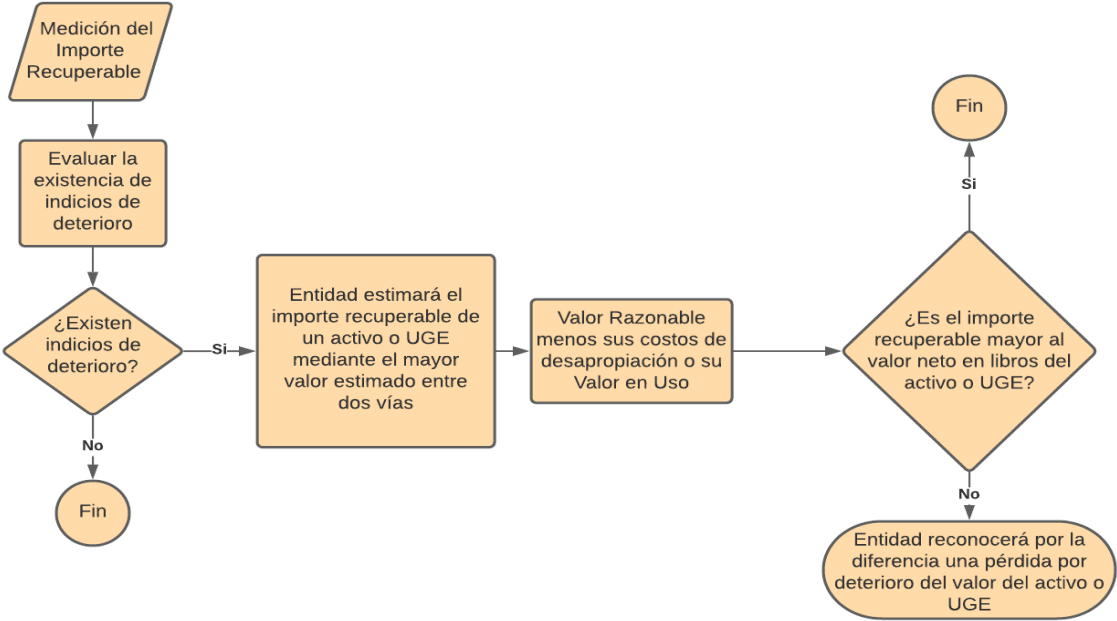 Medición del
Importe
Recuperable
Evaluar la
existencia de
indicios de
deterioro
¿Existen
indicios de
deterioro?
Si
No
Fin
Entidad estimará el
importe recuperable de
un activo o UGE
mediante el mayor
valor estimado entre
dos vías
Valor Razonable
menos sus costos de
desapropiación o su
Valor en Uso
¿Es el importe
recuperable mayor al
valor neto en libros del
activo o UGE?
Si
Fin
No
Entidad reconocerá por la
diferencia una pérdida por
deterioro del valor del activo o
UGE